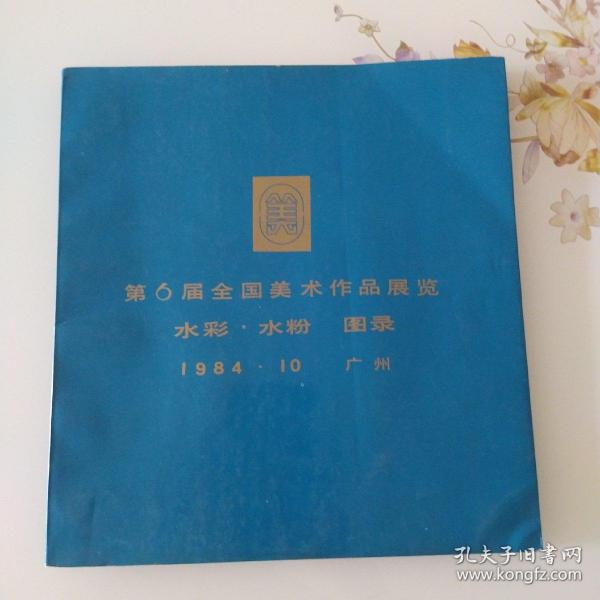 美
第6届全国美术作品展览
水彩·水粉 图录
1984·10 广州
孔夫子旧书网
www.kongfz.com